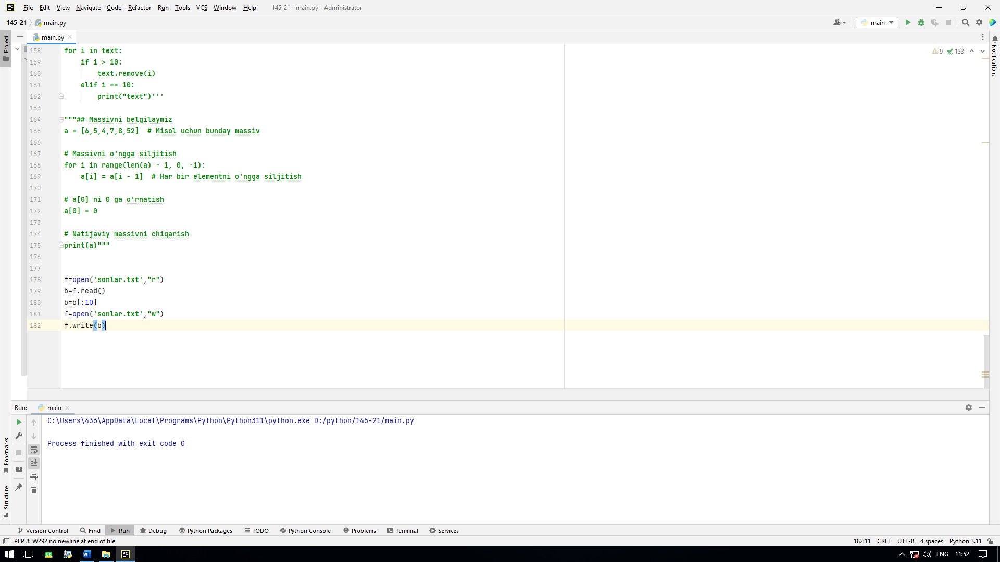 PC File Edit View Navigate Code Refactor Run Tools VCS Window Help 145-21 - main.py - Administrator
145-21 main.py main
Project
main.py
9 133
Notifications
158 for i in text:
159 if i > 10:
160 text.remove(i)
161 elif i == 10:
162 print("text")'''
163
164 """## Massivni belgilaymiz
165 a = [6,5,4,7,8,52]  # Misol uchun bunday massiv
166
167 # Massivni o'ngga siljitish
168 for i in range(len(a) - 1, 0, -1):
169 a[i] = a[i - 1]  # Har bir elementni o'ngga siljitish
170
171 # a[0] ni 0 ga o'rnatish
172 a[0] = 0
173
174 # Natijaviy massivni chiqarish
175 print(a)"""
176
177
178 f=open('sonlar.txt',"r")
179 b=f.read()
180 b=b[:10]
181 f=open('sonlar.txt',"w")
182 f.write(b)
Run: main
C:\Users\436\AppData\Local\Programs\Python\Python311\python.exe D:/python/145-21/main.py
Process finished with exit code 0
Bookmarks
Structure
Version Control Find Run Debug Python Packages TODO Python Console Problems Terminal Services
PEP 8: W292 no newline at end of file 182:11 CRLF UTF-8 4 spaces Python 3.11
Qt W PC ENG 11:52